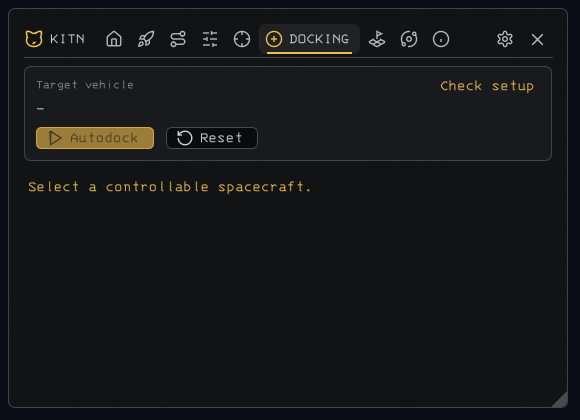 KITN DOCKING
Target vehicle Check setup
–
Autodock Reset
Select a controllable spacecraft.